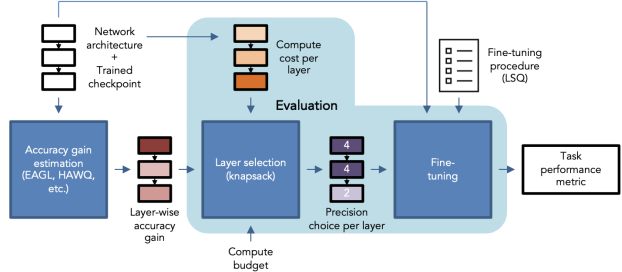 Network
architecture
+
Trained
checkpoint
Compute
cost per
layer
Fine-tuning
procedure
(LSQ)
Evaluation
Accuracy gain
estimation
(EAGL, HAWQ,
etc.)
Layer-wise
accuracy
gain
Layer selection
(knapsack)
4
4
2
Precision
choice per layer
Fine-
tuning
Task
performance
metric
Compute
budget